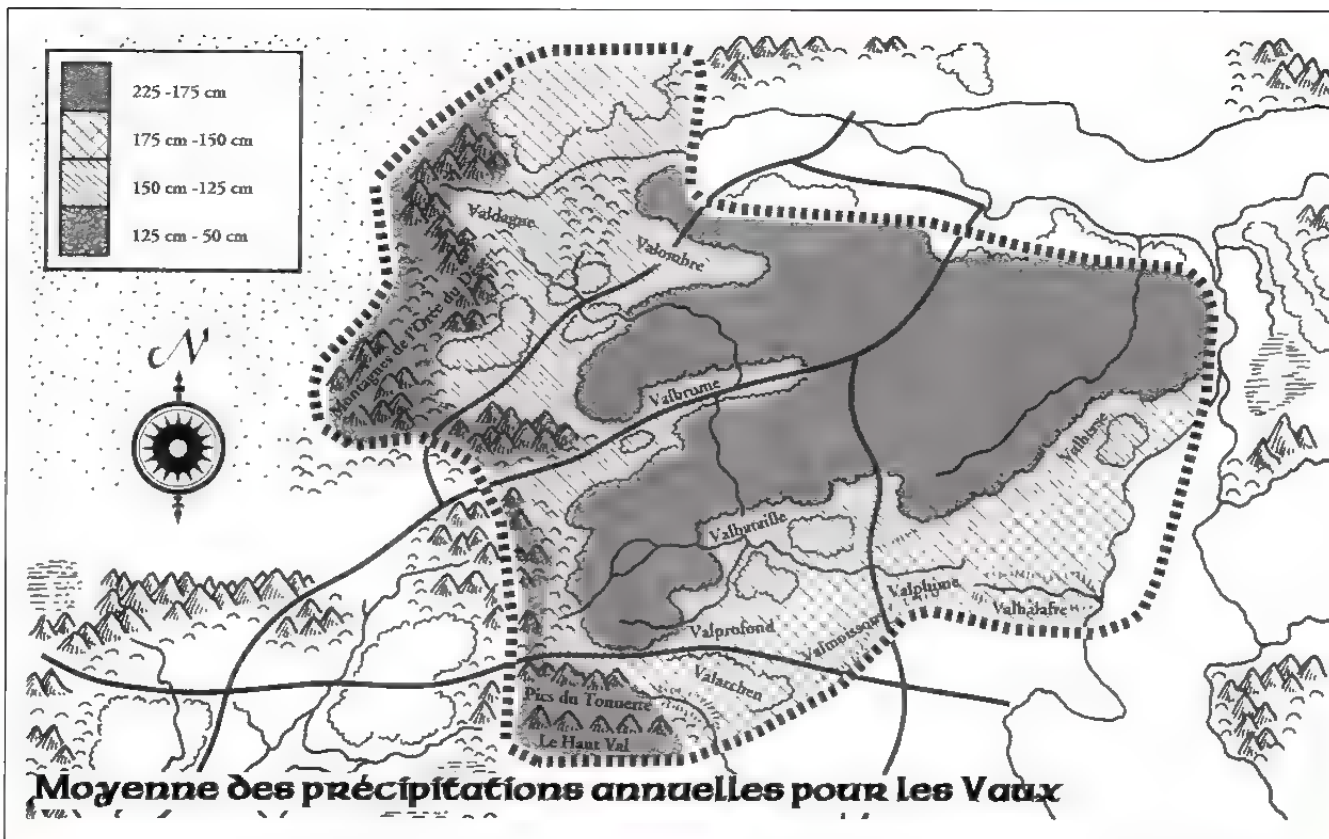 225 -175 cm
175 cm -150 cm
150 cm -125 cm
125 cm - 50 cm
N
Valdague
Valombre
Montagnes de l'Orée du
Valbrume
Valbataille
Valplume
Valbalafre
Valprofond
Valmoisson
Valarchen
Pics du Tonnerre
Le Haut Val
Moyenne des précipitations annuelles pour les Vaux